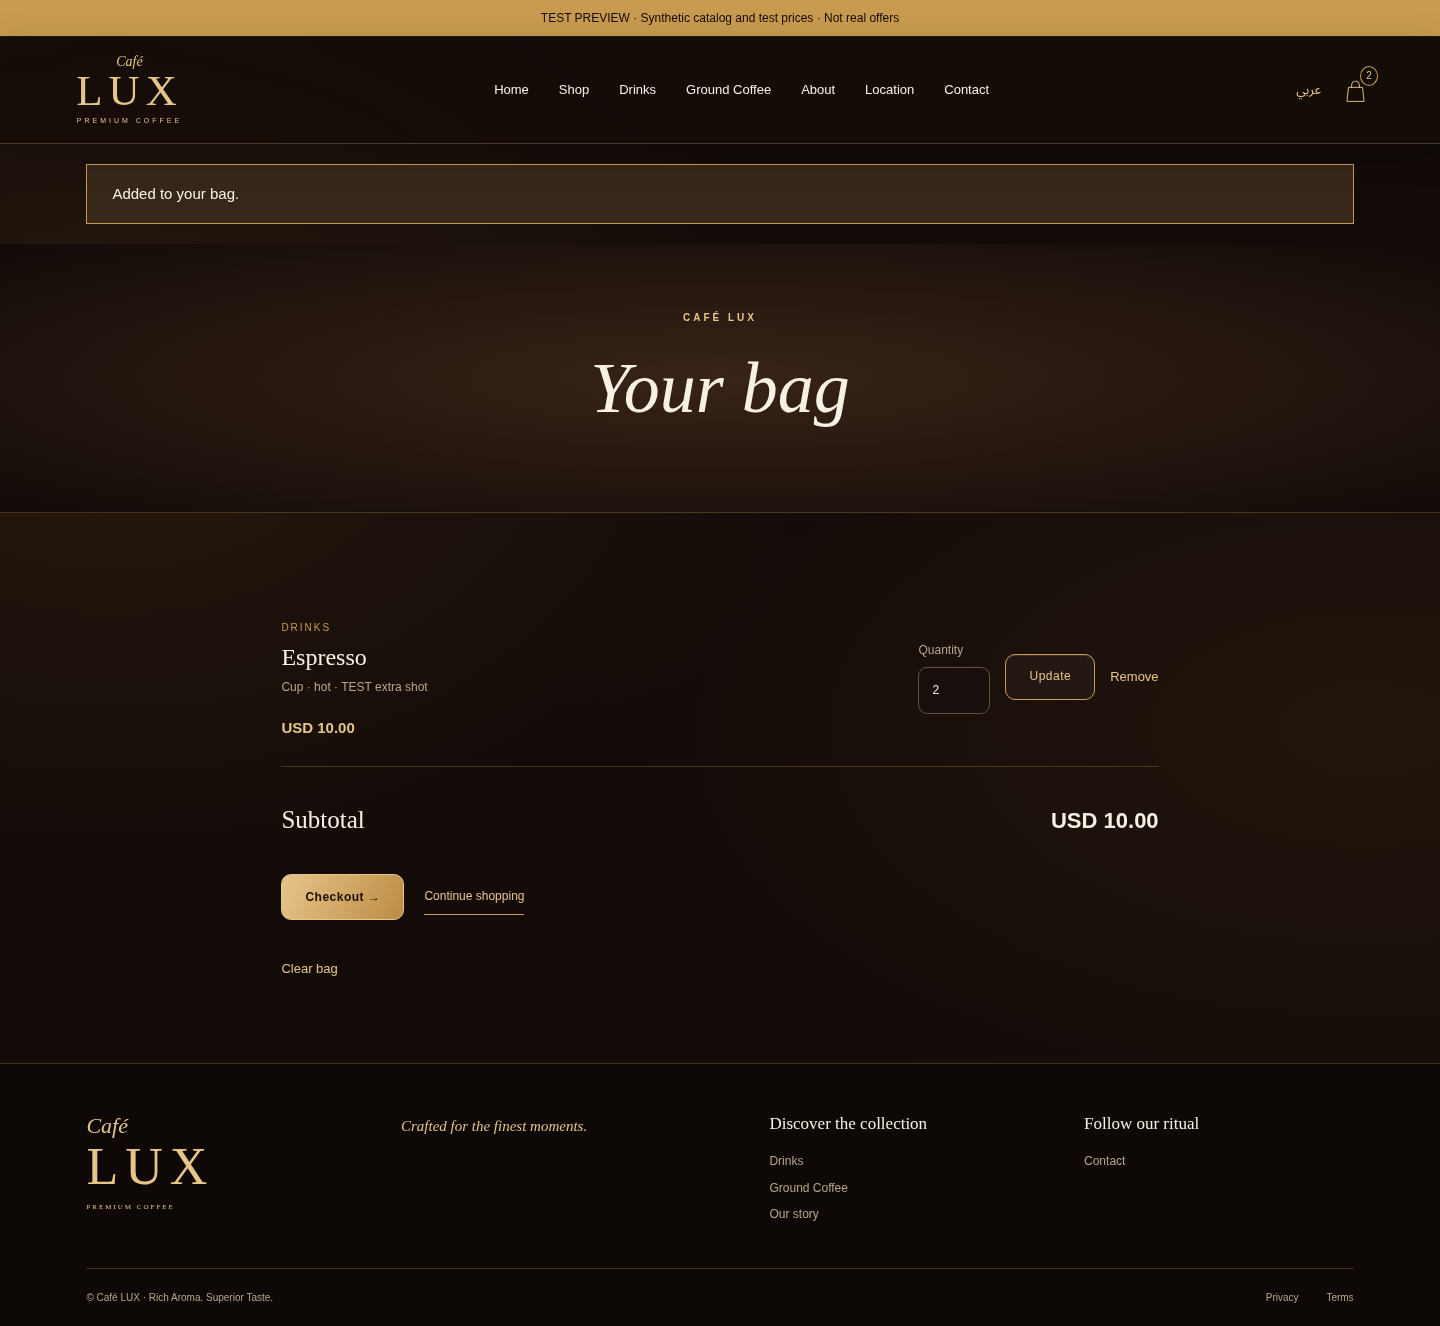 TEST PREVIEW · Synthetic catalog and test prices · Not real offers
Café
LUX
PREMIUM COFFEE
Home Shop Drinks Ground Coffee About Location Contact
عربي
2
Added to your bag.
CAFÉ LUX
Your bag
DRINKS
Espresso
Cup · hot · TEST extra shot
USD 10.00
Quantity
2
Update
Remove
Subtotal
USD 10.00
Checkout →
Continue shopping
Clear bag
Café
LUX
PREMIUM COFFEE
Crafted for the finest moments.
Discover the collection
Drinks
Ground Coffee
Our story
Follow our ritual
Contact
© Café LUX · Rich Aroma. Superior Taste.
Privacy Terms